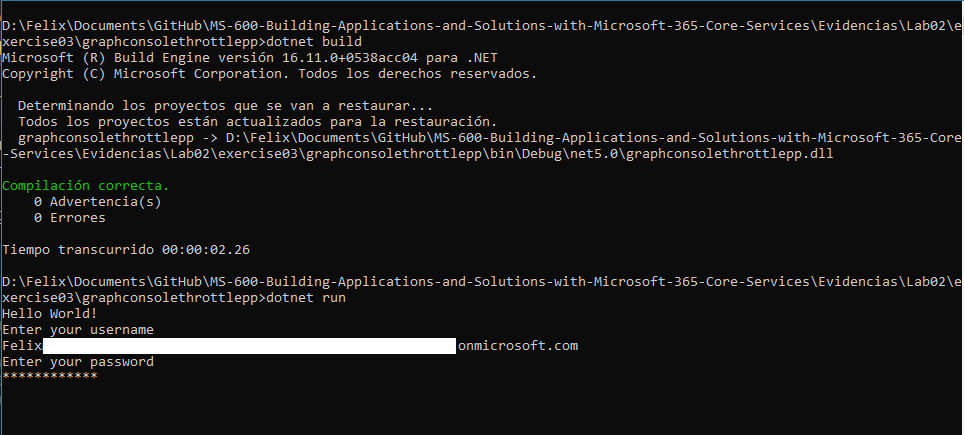 D:\Felix\Documents\GitHub\MS-600-Building-Applications-and-Solutions-with-Microsoft-365-Core-Services\Evidencias\Lab02\e
xercise03\graphconsolethrottlepp>dotnet build
Microsoft (R) Build Engine versión 16.11.0+0538acc04 para .NET
Copyright (C) Microsoft Corporation. Todos los derechos reservados.
Determinando los proyectos que se van a restaurar...
Todos los proyectos están actualizados para la restauración.
graphconsolethrottlepp -> D:\Felix\Documents\GitHub\MS-600-Building-Applications-and-Solutions-with-Microsoft-365-Core
-Services\Evidencias\Lab02\exercise03\graphconsolethrottlepp\bin\Debug\net5.0\graphconsolethrottlepp.dll
Compilación correcta.
0 Advertencia(s)
0 Errores
Tiempo transcurrido 00:00:02.26
D:\Felix\Documents\GitHub\MS-600-Building-Applications-and-Solutions-with-Microsoft-365-Core-Services\Evidencias\Lab02\e
xercise03\graphconsolethrottlepp>dotnet run
Hello World!
Enter your username
Felix onmicrosoft.com
Enter your password
************